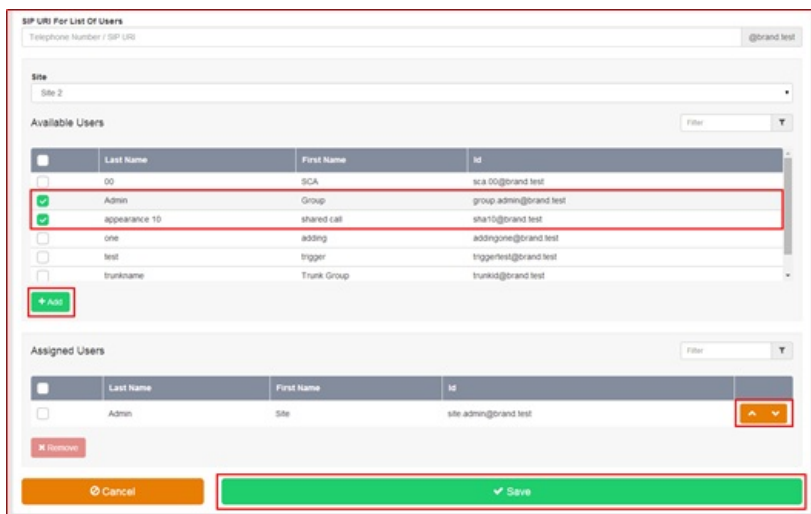 SIP URI For List Of Users
Telephone Number / SIP URI @brand.test
Site
Site 2
Available Users Filter
Last Name First Name Id
00 SCA sca.00@brand.test
Admin Group group.admin@brand.test
appearance 10 shared call sha10@brand.test
one adding addingone@brand.test
test trigger triggertest@brand.test
trunkname Trunk Group trunkid@brand.test
+ Add
Assigned Users Filter
Last Name First Name Id
Admin Site site.admin@brand.test
Remove
Cancel Save